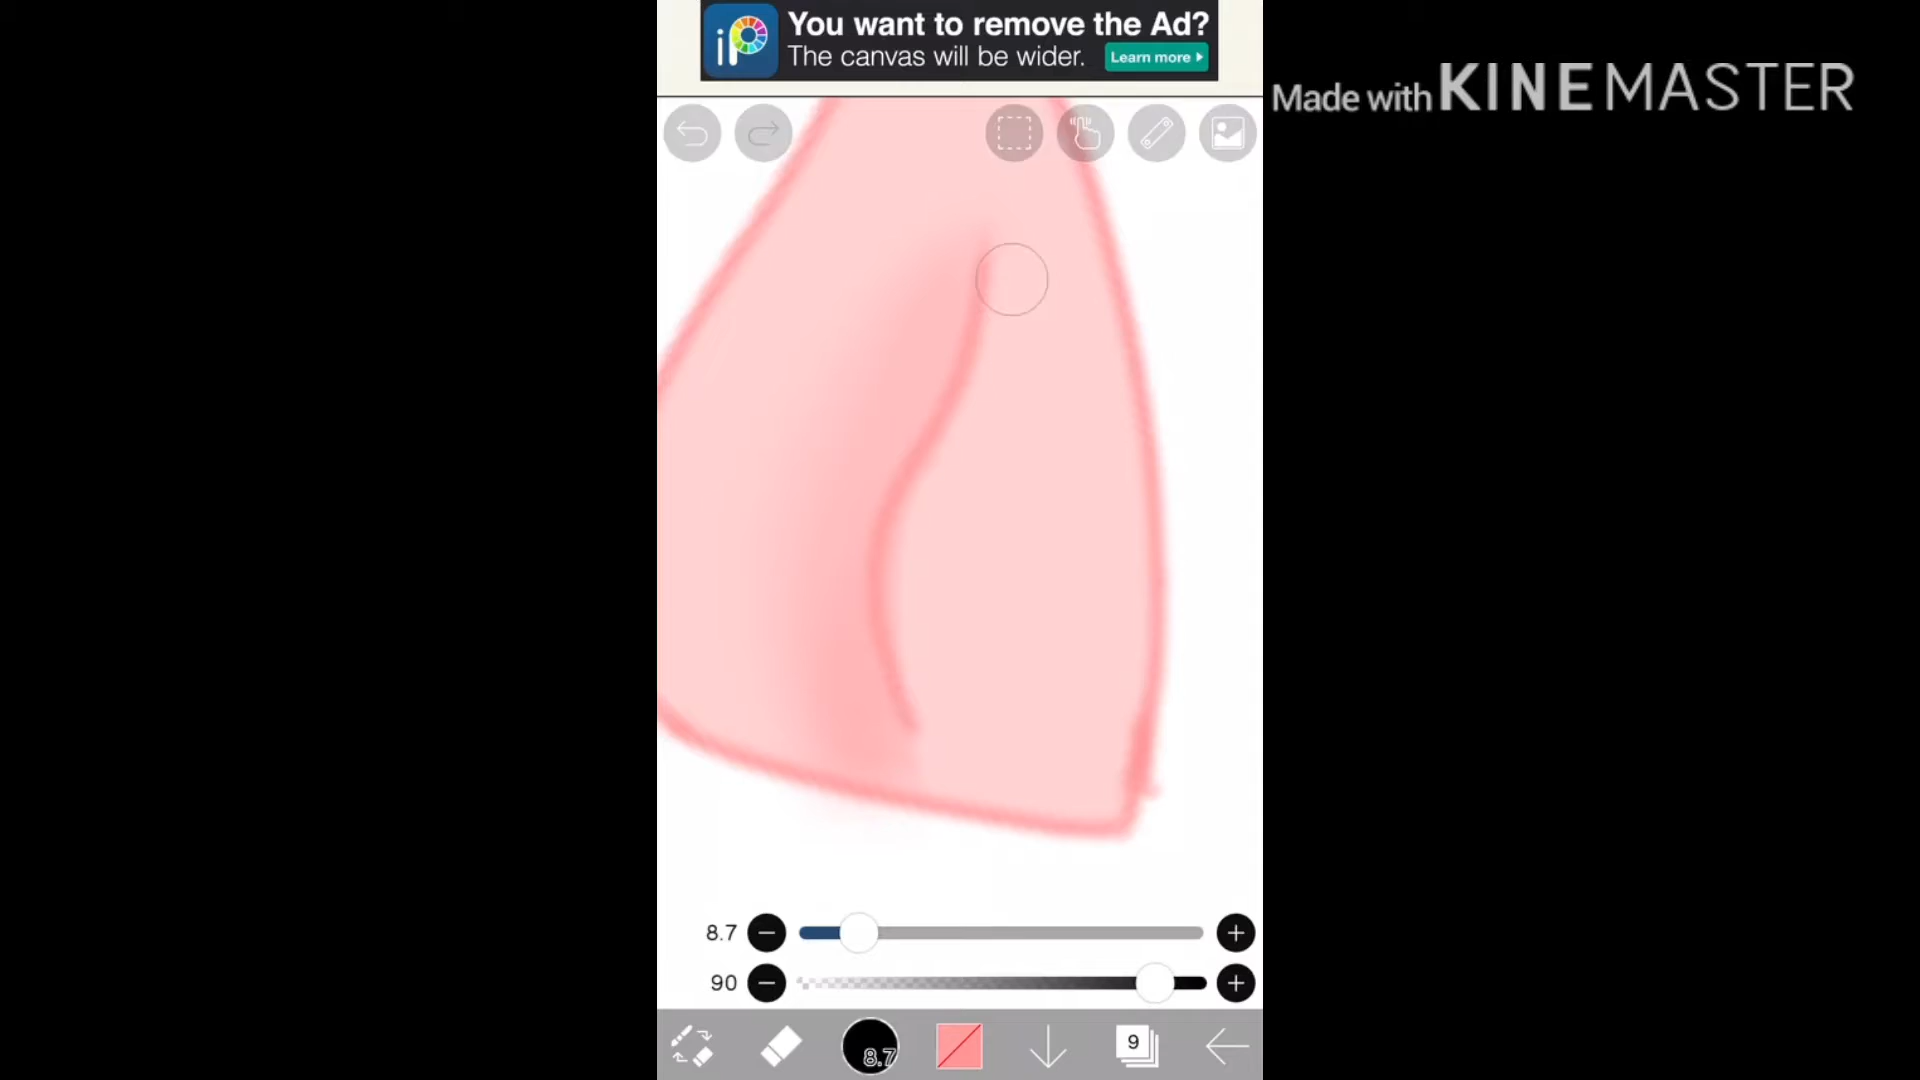 iP
You want to remove the Ad?
The canvas will be wider.
Learn more
Made with KINEMASTER
8.7
90
8.7
9